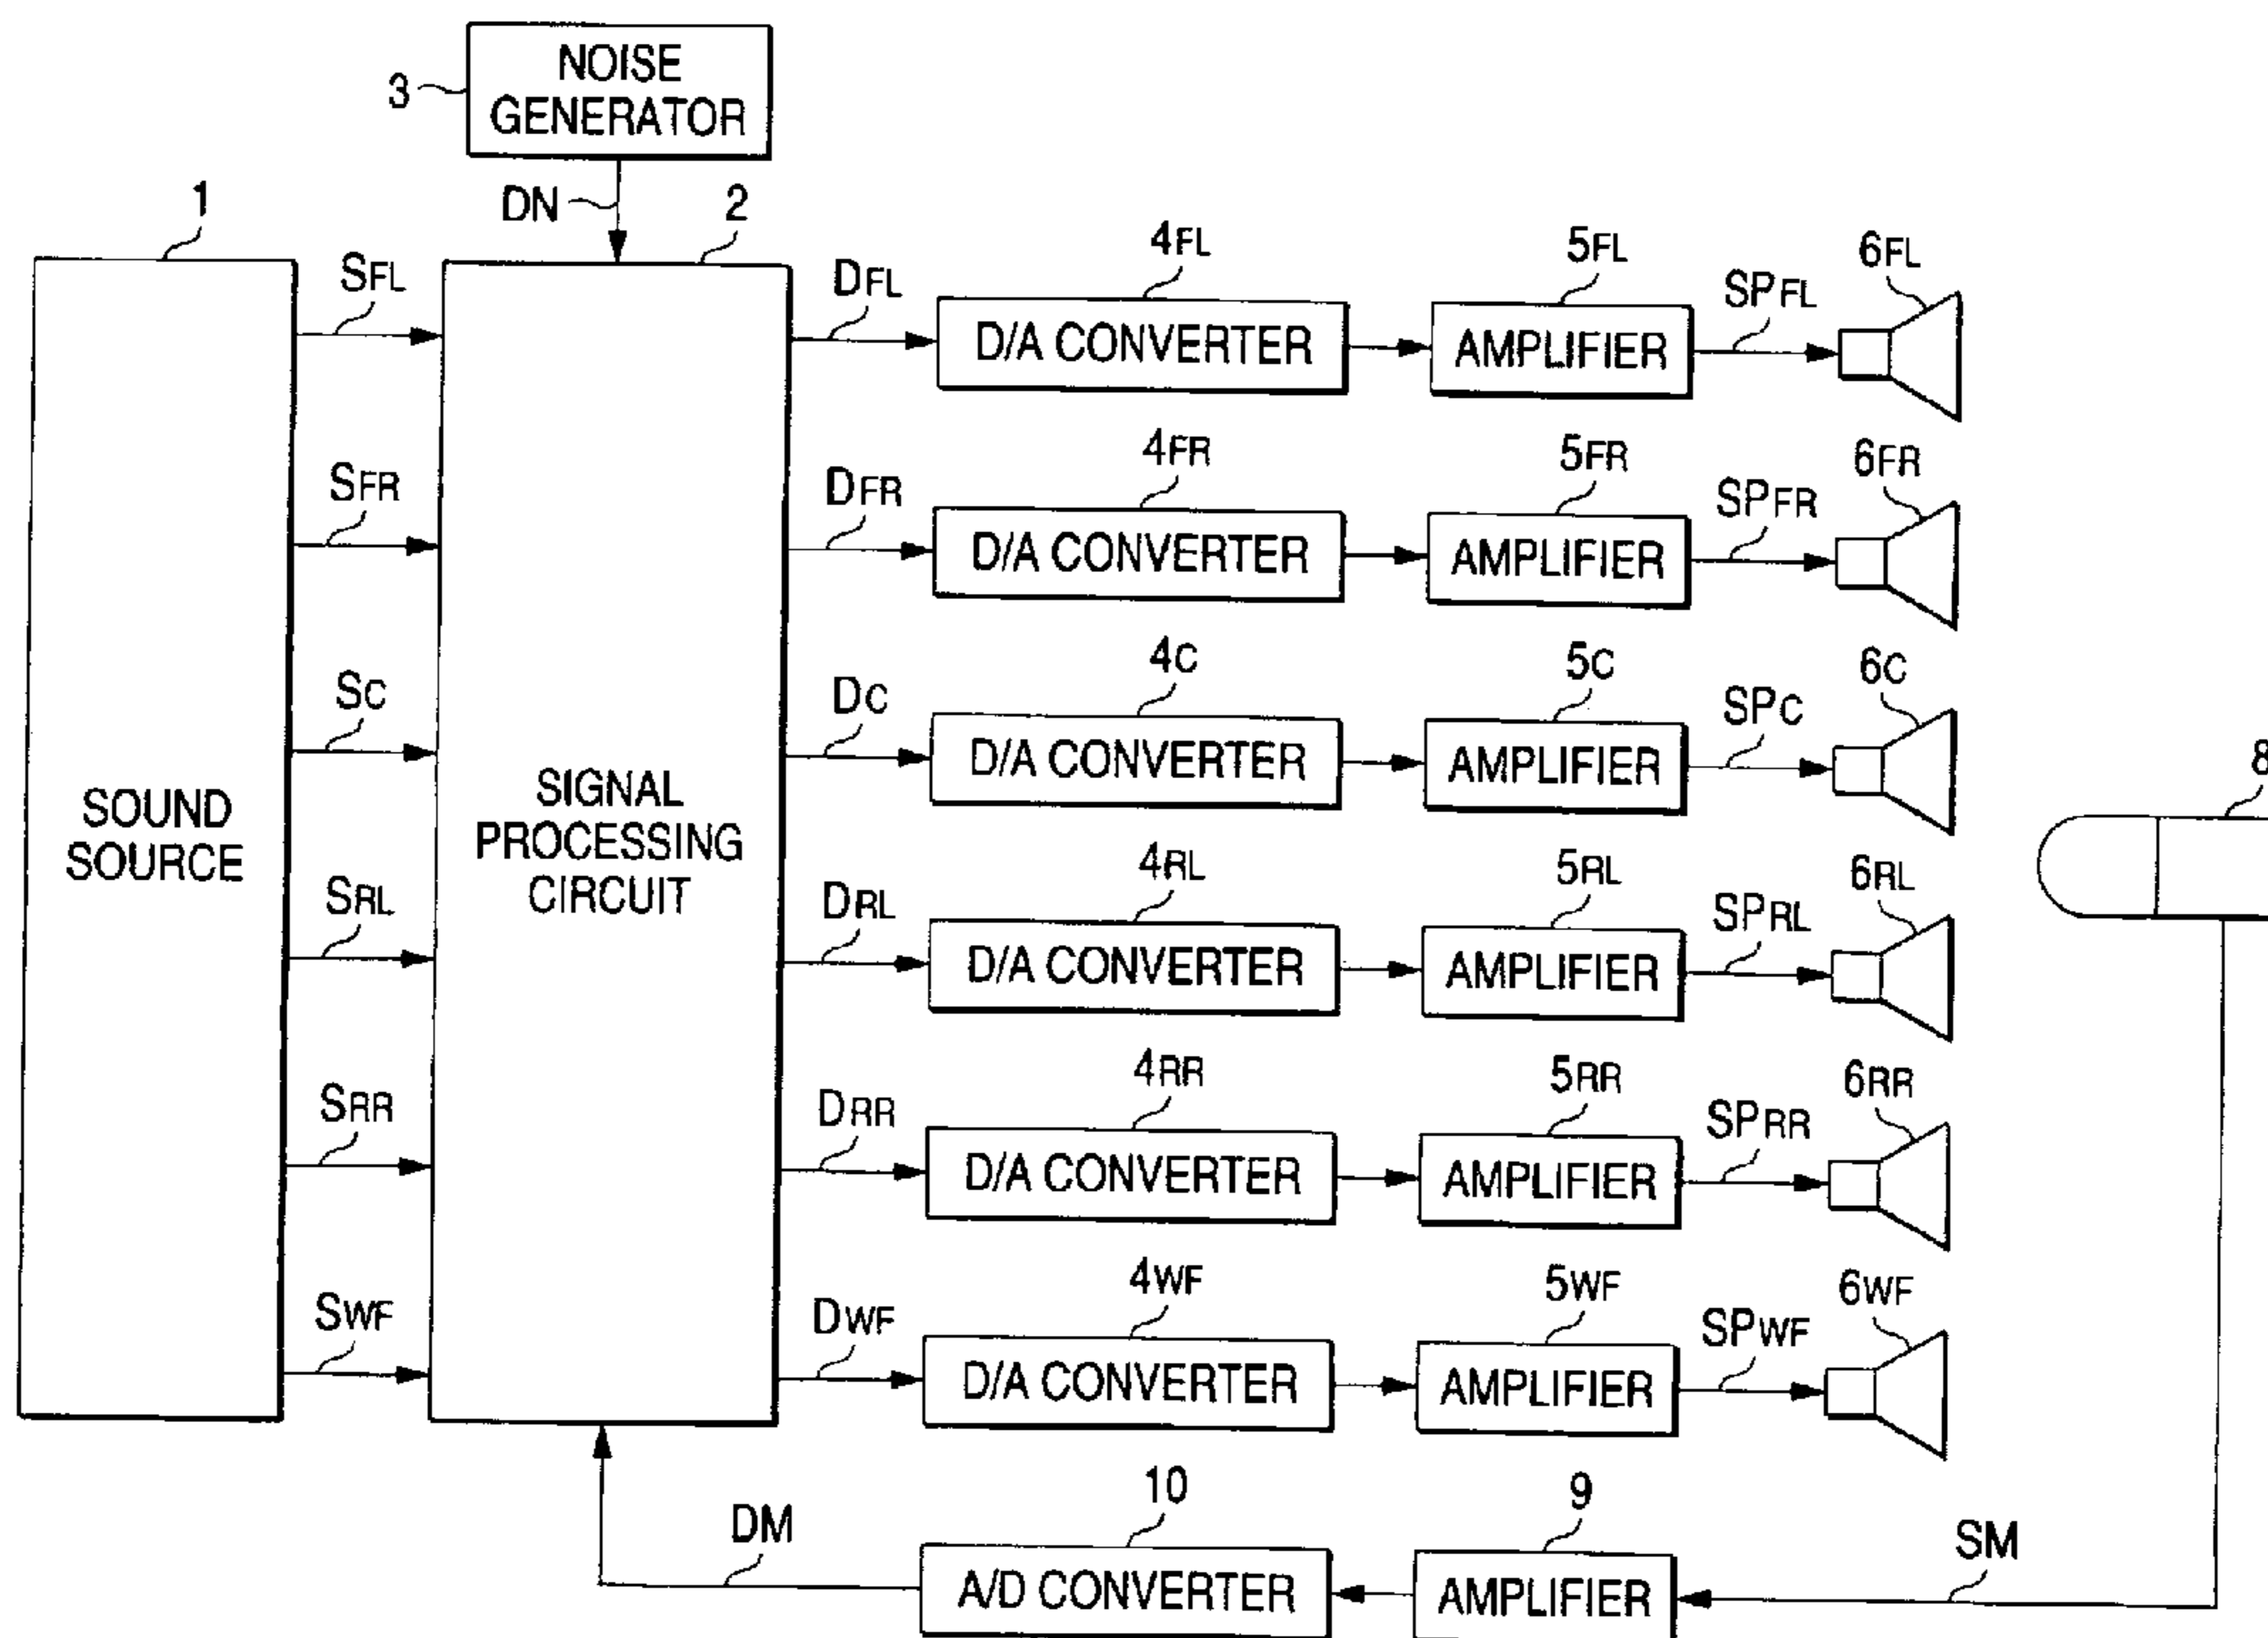 NOISE
GENERATOR
3
DN
1
2
SFL
DFL
4FL
5FL
SPFL
6FL
D/A CONVERTER
AMPLIFIER
SFR
DFR
4FR
5FR
SPFR
6FR
D/A CONVERTER
AMPLIFIER
SC
DC
4C
5C
SPC
6C
D/A CONVERTER
AMPLIFIER
8
SOUND
SOURCE
SIGNAL
PROCESSING
CIRCUIT
SRL
DRL
4RL
5RL
SPRL
6RL
D/A CONVERTER
AMPLIFIER
SRR
DRR
4RR
5RR
SPRR
6RR
D/A CONVERTER
AMPLIFIER
SWF
DWF
4WF
5WF
SPWF
6WF
D/A CONVERTER
AMPLIFIER
DM
10
9
SM
A/D CONVERTER
AMPLIFIER